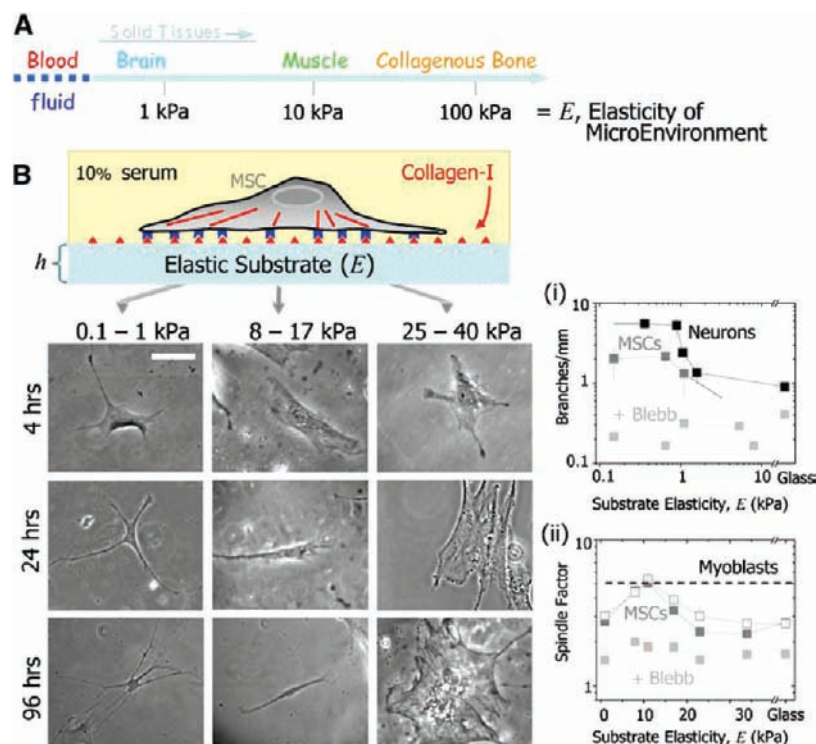 A
Solid Tissues
Blood Brain Muscle Collagenous Bone
fluid
1 kPa 10 kPa 100 kPa = E, Elasticity of
MicroEnvironment
B
10% serum
MSC
Collagen-I
h
Elastic Substrate (E)
0.1 – 1 kPa 8 – 17 kPa 25 – 40 kPa
4 hrs
24 hrs
96 hrs
(i)
Branches/mm
10
1
0.1
Neurons
MSCs
+ Blebb
0.1 1 10 Glass
Substrate Elasticity, E (kPa)
(ii)
Spindle Factor
10
1
Myoblasts
MSCs
+ Blebb
0 10 20 30 Glass
Substrate Elasticity, E (kPa)